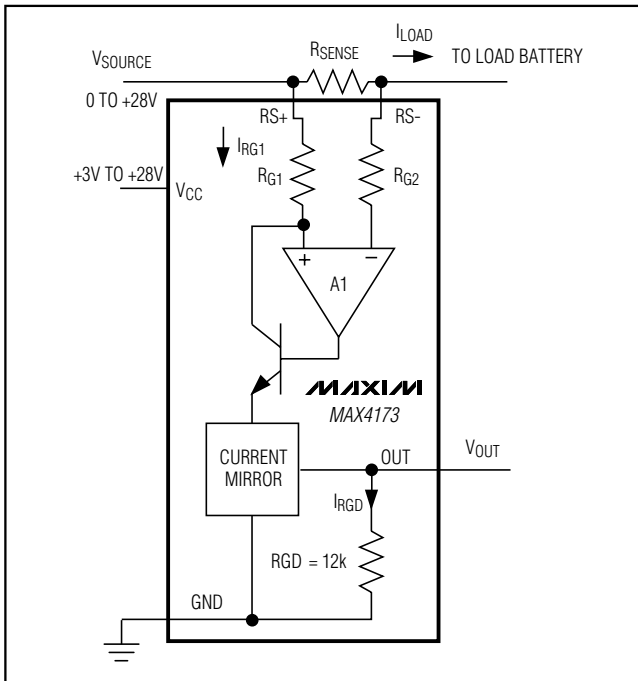 VSOURCE
RSENSE
ILOAD
TO LOAD BATTERY
0 TO +28V
RS+
RS-
IRG1
RG1
RG2
+3V TO +28V
VCC
+
−
A1
MAXIM
MAX4173
CURRENT
MIRROR
OUT
VOUT
IRGD
RGD = 12k
GND